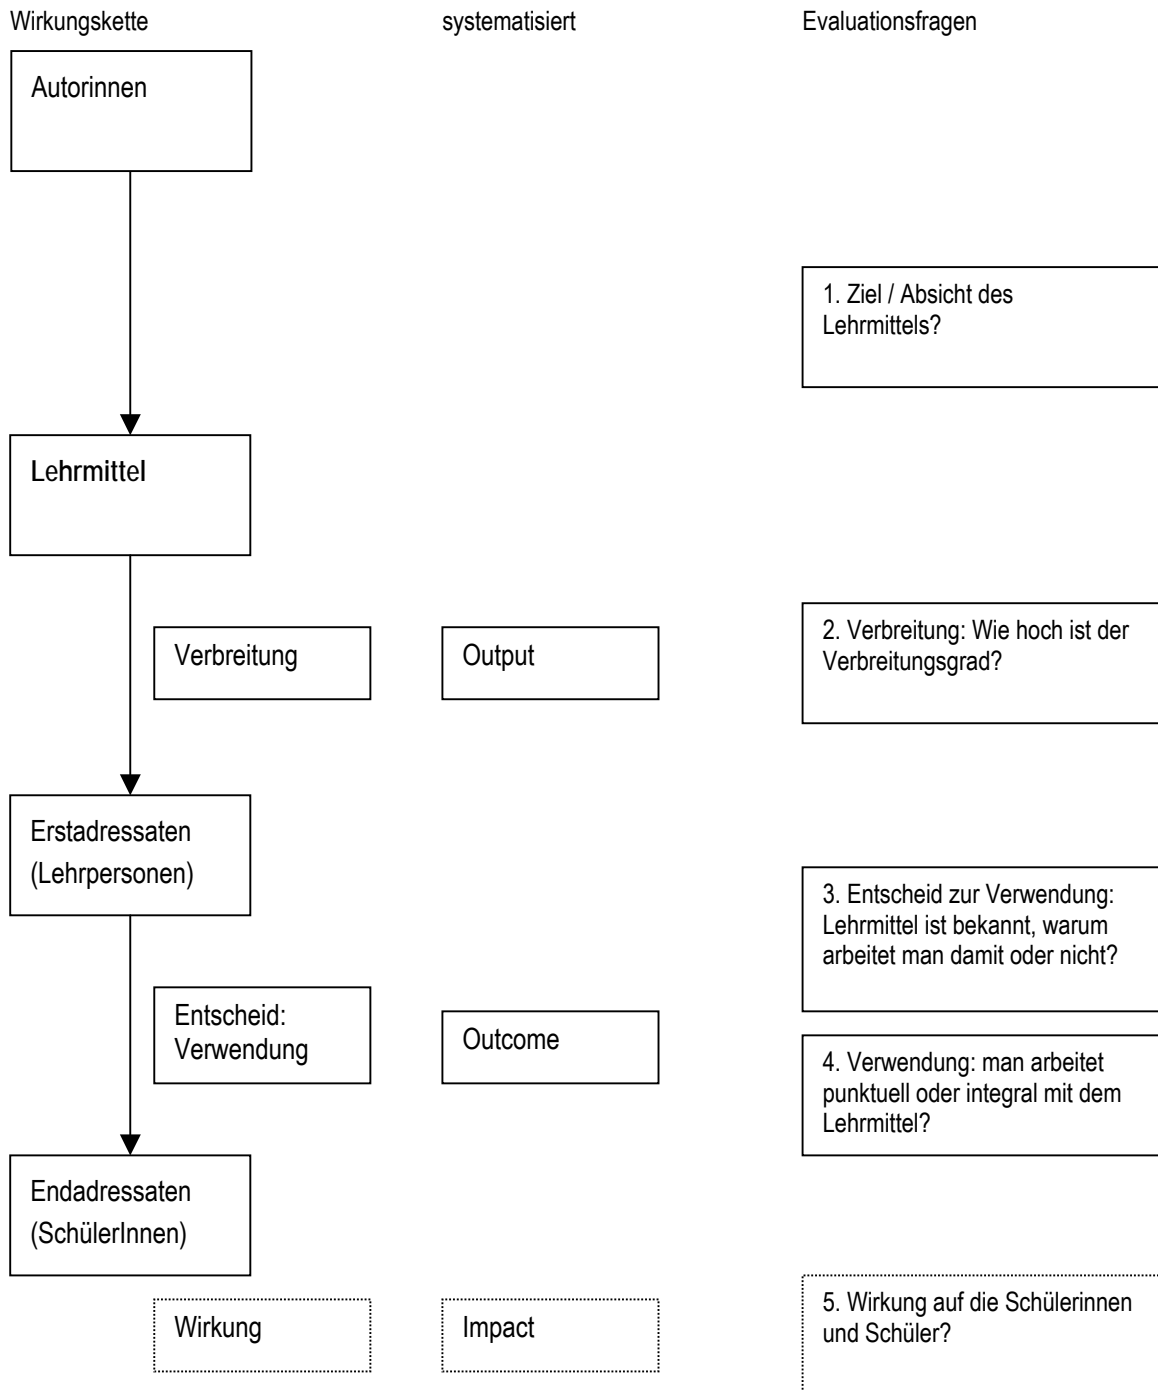 Wirkungskette
systematisiert
Evaluationsfragen
Autorinnen
1. Ziel / Absicht des
Lehrmittels?
Lehrmittel
Verbreitung
Output
2. Verbreitung: Wie hoch ist der
Verbreitungsgrad?
Erstadressaten
(Lehrpersonen)
3. Entscheid zur Verwendung:
Lehrmittel ist bekannt, warum
arbeitet man damit oder nicht?
Entscheid:
Verwendung
Outcome
4. Verwendung: man arbeitet
punktuell oder integral mit dem
Lehrmittel?
Endadressaten
(SchülerInnen)
Wirkung
Impact
5. Wirkung auf die Schülerinnen
und Schüler?